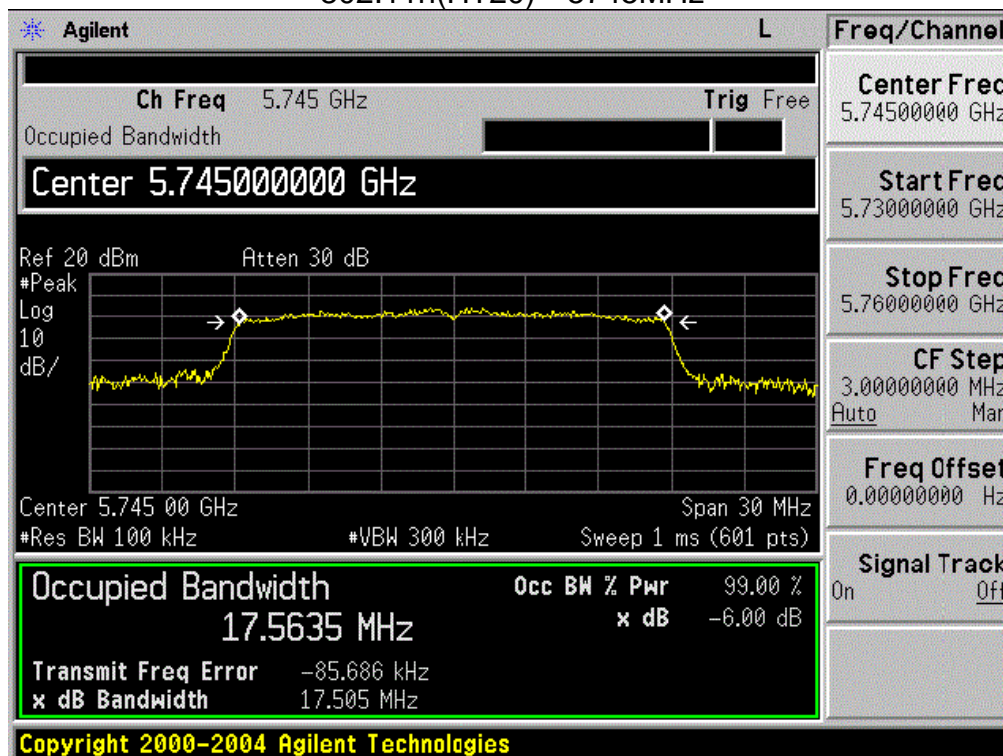 Agilent L Freq/Channel
Ch Freq 5.745 GHz Trig Free
Occupied Bandwidth
Center 5.745000000 GHz
Ref 20 dBm Atten 30 dB
#Peak
Log
10
dB/
Center 5.745 00 GHz Span 30 MHz
#Res BW 100 kHz #VBW 300 kHz Sweep 1 ms (601 pts)
Occupied Bandwidth
17.5635 MHz
Occ BW % Pwr 99.00 %
x dB -6.00 dB
Transmit Freq Error -85.686 kHz
x dB Bandwidth 17.505 MHz
Copyright 2000-2004 Agilent Technologies
Center Freq
5.74500000 GHz
Start Freq
5.73000000 GHz
Stop Freq
5.76000000 GHz
CF Step
3.00000000 MHz
Auto Man
Freq Offset
0.00000000 Hz
Signal Track
On Off